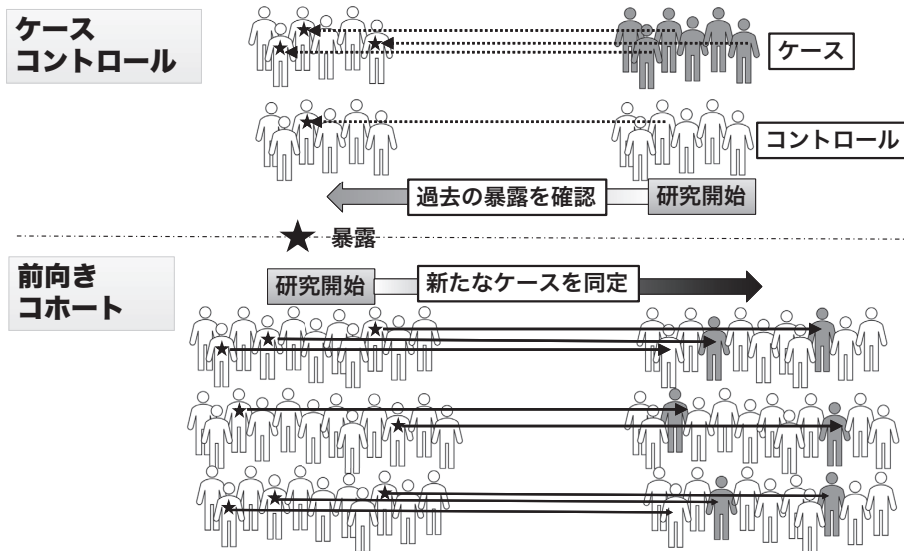 ケース
コントロール
ケース
コントロール
過去の暴露を確認
研究開始
暴露
前向き
コホート
研究開始
新たなケースを同定